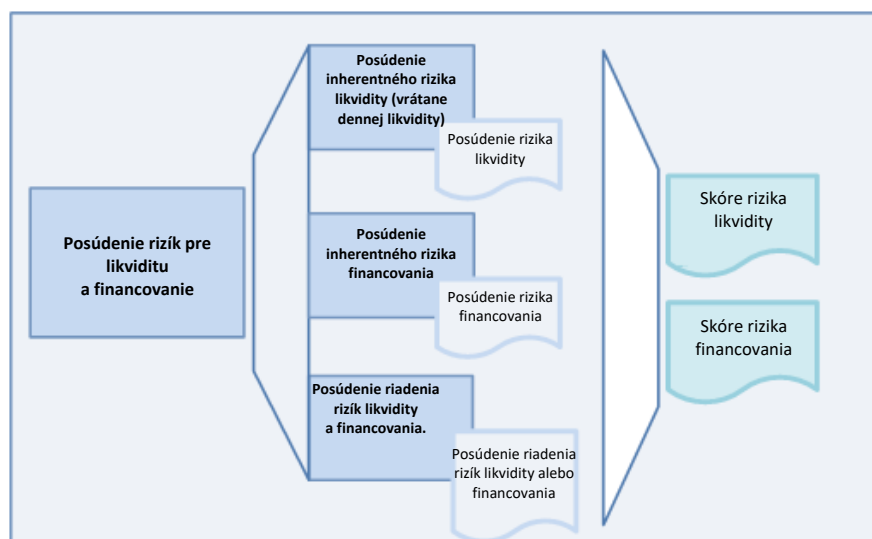 Posúdenie rizík pre
likviditu
a financovanie
Posúdenie
inherentného rizika
likvidity (vrátane
dennej likvidity)
Posúdenie rizika
likvidity
Posúdenie
inherentného rizika
financovania
Posúdenie rizika
financovania
Posúdenie riadenia
rizík likvidity
a financovania.
Posúdenie riadenia
rizík likvidity alebo
financovania
Skóre rizika
likvidity
Skóre rizika
financovania